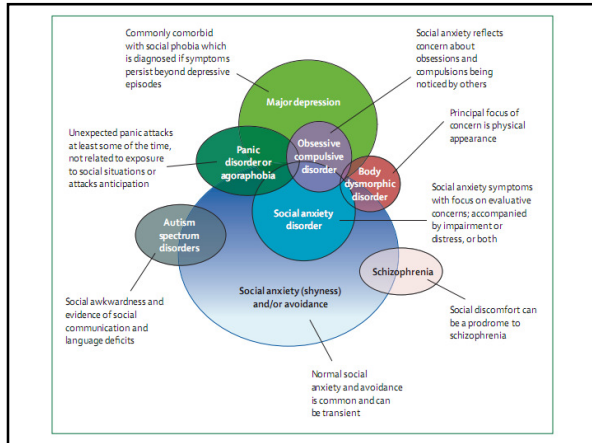 Commonly comorbid
with social phobia which
is diagnosed if symptoms
persist beyond depressive
episodes
Social anxiety reflects
concern about
obsessions and
compulsions being
noticed by others
Major depression
Principal focus of
concern is physical
appearance
Unexpected panic attacks
at least some of the time,
not related to exposure
to social situations or
attacks anticipation
Panic
disorder or
agoraphobia
Obsessive
compulsive
disorder
Body
dysmorphic
disorder
Social anxiety symptoms
with focus on evaluative
concerns; accompanied
by impairment or
distress, or both
Autism
spectrum
disorders
Social anxiety
disorder
Schizophrenia
Social anxiety (shyness)
and/or avoidance
Social awkwardness and
evidence of social
communication and
language deficits
Social discomfort can
be a prodrome to
schizophrenia
Normal social
anxiety and avoidance
is common and can
be transient